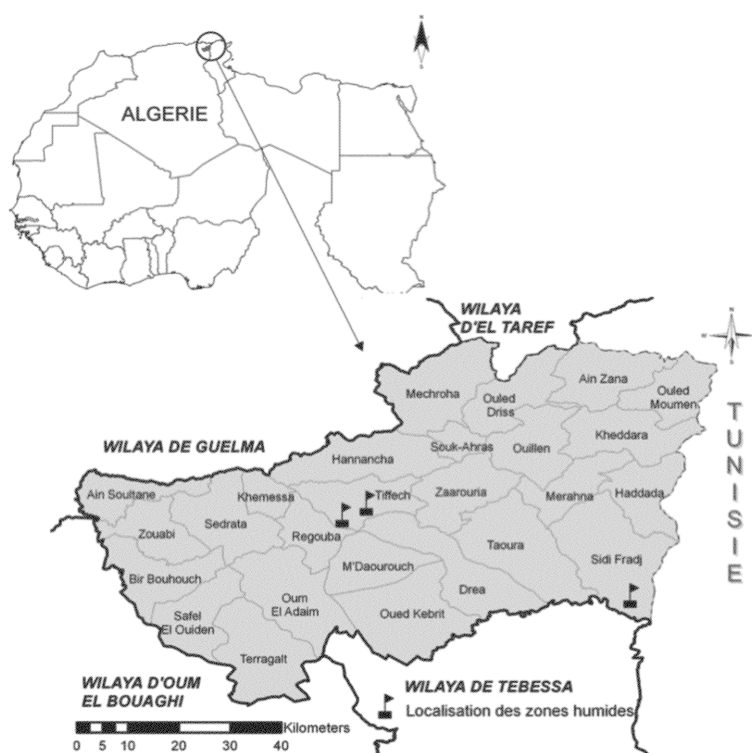 N
S
ALGERIE
WILAYA
D'EL TAREF
N
S
TUNISIE
Mechroha
Ouled
Driss
Ain Zana
Ouled
Moumen
WILAYA DE GUELMA
Hannancha
Souk-Ahras
Ouillen
Kheddara
Ain Soultane
Khemessa
Tiffech
Zaarouria
Merahna
Haddada
Zouabi
Sedrata
Regouba
Taoura
Sidi Fradj
Bir Bouhouch
M'Daourouch
Drea
Safel
El Ouiden
Oum
El Adaim
Oued Kebrit
Terragalt
WILAYA D'OUM
EL BOUAGHI
WILAYA DE TEBESSA
Localisation des zones humides
Kilometers
0 5 10 20 30 40